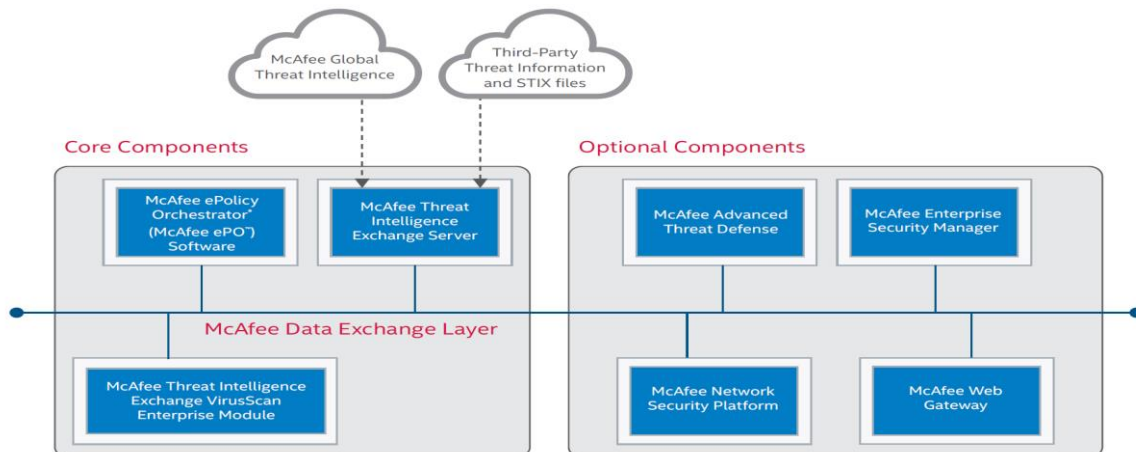 McAfee Global
Threat Intelligence
Third-Party
Threat Information
and STIX files
Core Components
McAfee ePolicy
Orchestrator*
(McAfee ePO™)
Software
McAfee Threat
Intelligence
Exchange Server
McAfee Data Exchange Layer
McAfee Threat Intelligence
Exchange VirusScan
Enterprise Module
Optional Components
McAfee Advanced
Threat Defense
McAfee Enterprise
Security Manager
McAfee Network
Security Platform
McAfee Web
Gateway